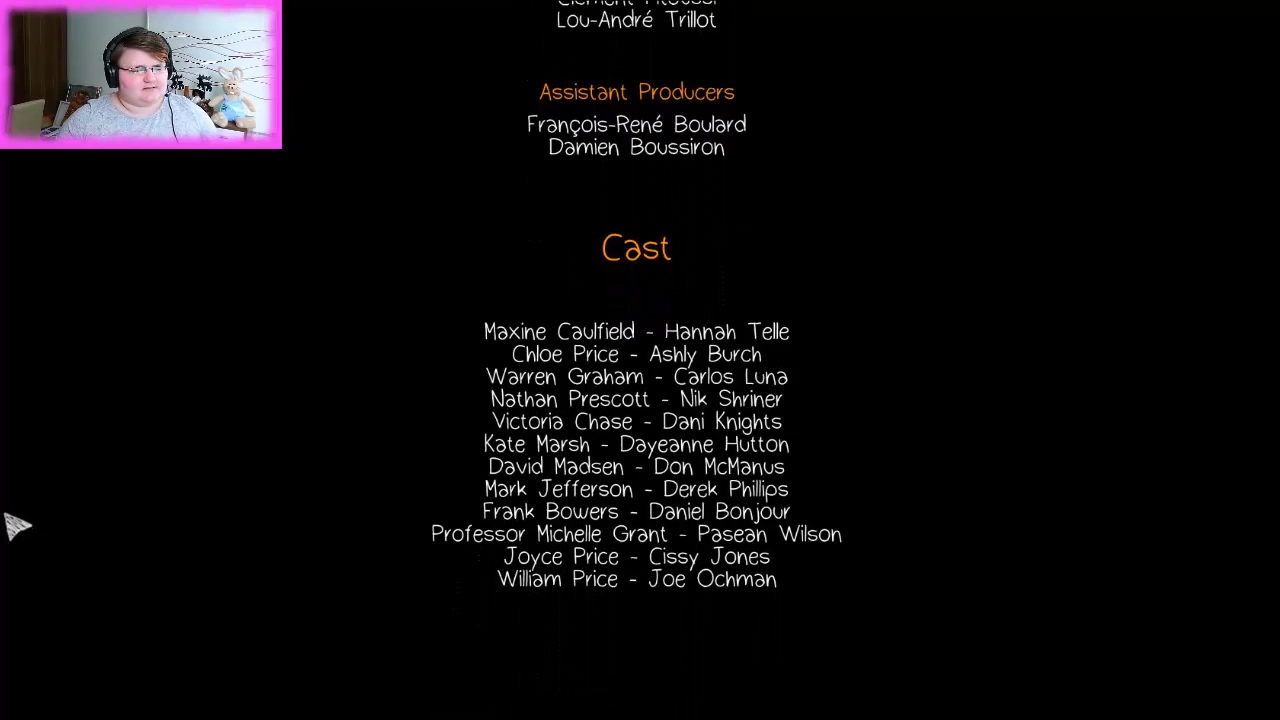 Lou-André Trillot
Assistant Producers
François-René Boulard
Damien Boussiron
Cast
Maxine Caulfield - Hannah Telle
Chloe Price - Ashly Burch
Warren Graham - Carlos Luna
Nathan Prescott - Nik Shriner
Victoria Chase - Dani Knights
Kate Marsh - Dayeanne Hutton
David Madsen - Don McManus
Mark Jefferson - Derek Phillips
Frank Bowers - Daniel Bonjour
Professor Michelle Grant - Pasean Wilson
Joyce Price - Cissy Jones
William Price - Joe Ochman